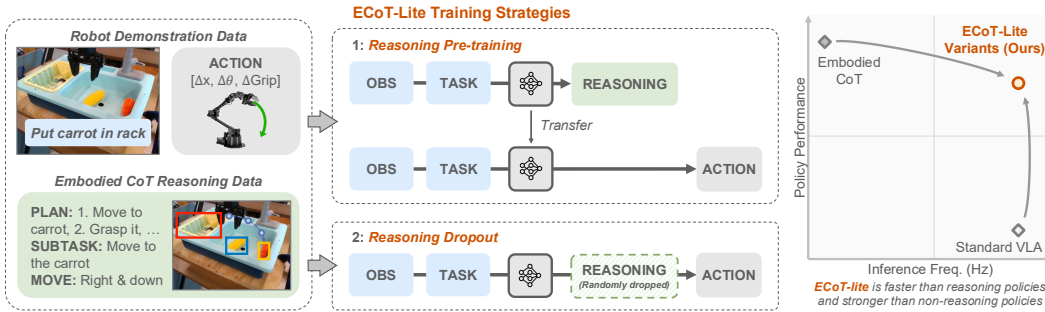 ECoT-Lite Training Strategies
Robot Demonstration Data
Put carrot in rack
ACTION
[Δx, Δθ, ΔGrip]
Embodied CoT Reasoning Data
PLAN: 1. Move to
carrot, 2. Grasp it, …
SUBTASK: Move to
the carrot
MOVE: Right & down
1: Reasoning Pre-training
OBS
TASK
REASONING
Transfer
OBS
TASK
ACTION
2: Reasoning Dropout
OBS
TASK
REASONING
(Randomly dropped)
ACTION
Policy Performance
Embodied
CoT
ECoT-Lite
Variants (Ours)
Standard VLA
Inference Freq. (Hz)
ECoT-lite is faster than reasoning policies
and stronger than non-reasoning policies